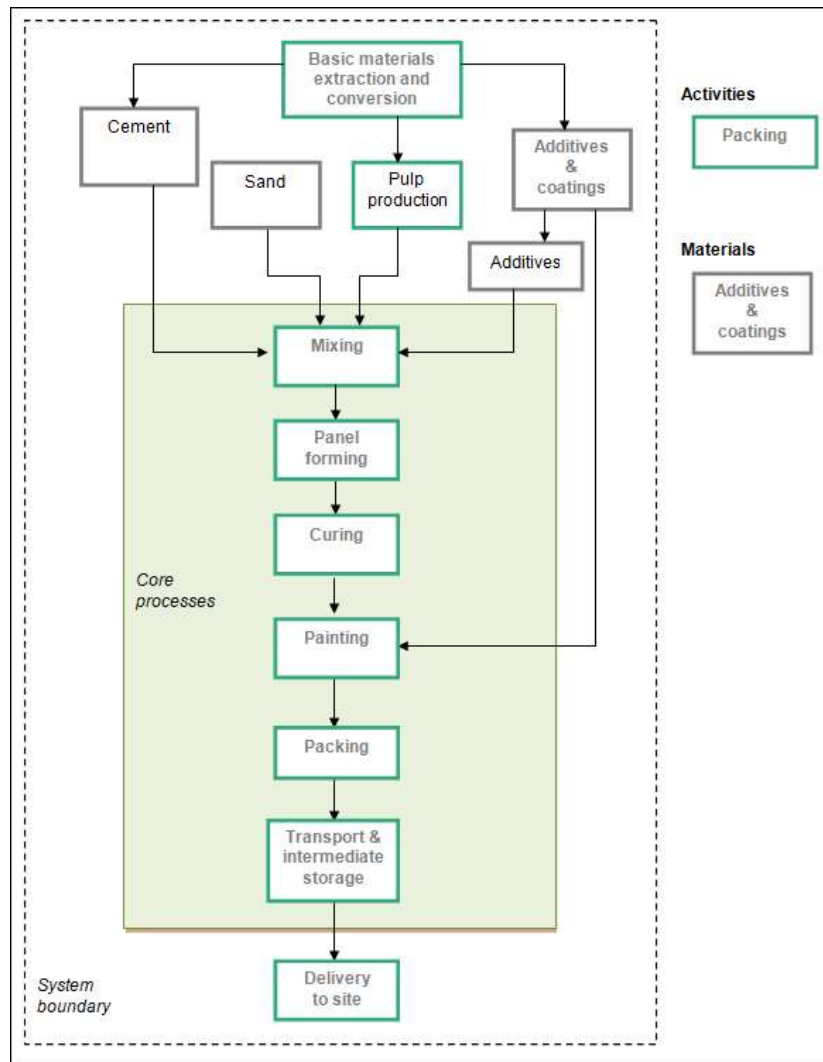 Basic materials
extraction and
conversion
Cement
Sand
Pulp
production
Additives
&
coatings
Additives
Mixing
Panel
forming
Curing
Core
processes
Painting
Packing
Transport &
intermediate
storage
Delivery
to site
System
boundary
Activities
Packing
Materials
Additives
&
coatings